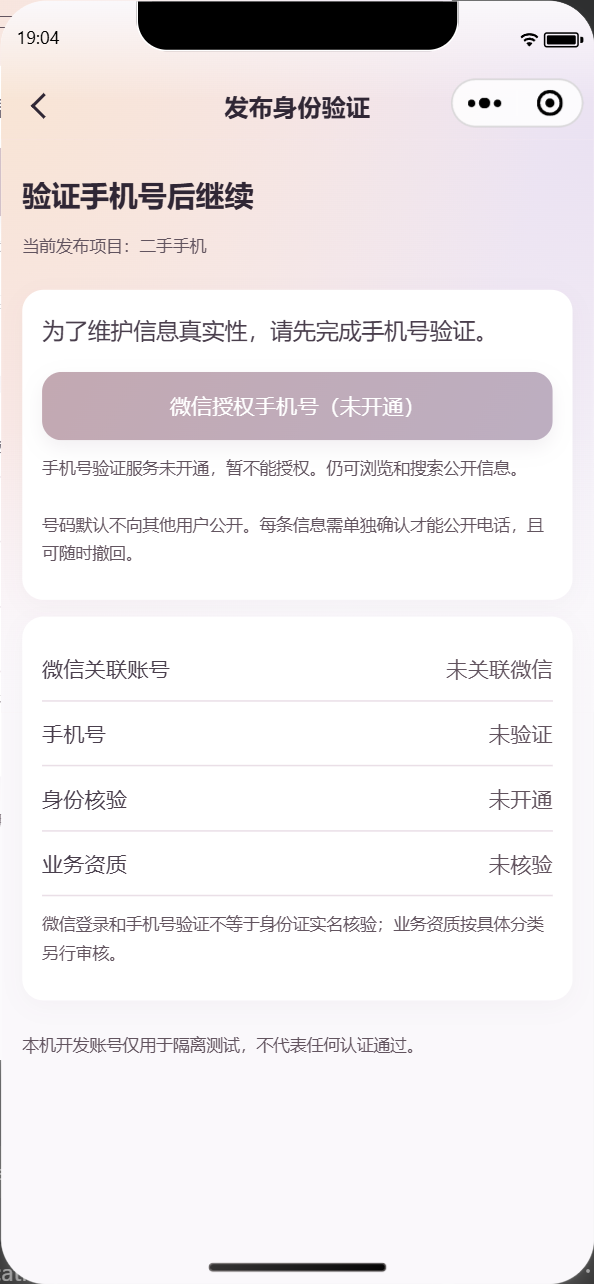 19:04
发布身份验证
验证手机号后继续
当前发布项目：二手手机
为了维护信息真实性，请先完成手机号验证。
微信授权手机号（未开通）
手机号验证服务未开通，暂不能授权。仍可浏览和搜索公开信息。
号码默认不向其他用户公开。每条信息需单独确认才能公开电话，且
可随时撤回。
微信关联账号 未关联微信
手机号 未验证
身份核验 未开通
业务资质 未核验
微信登录和手机号验证不等于身份证实名核验；业务资质按具体分类
另行审核。
本机开发账号仅用于隔离测试，不代表任何认证通过。